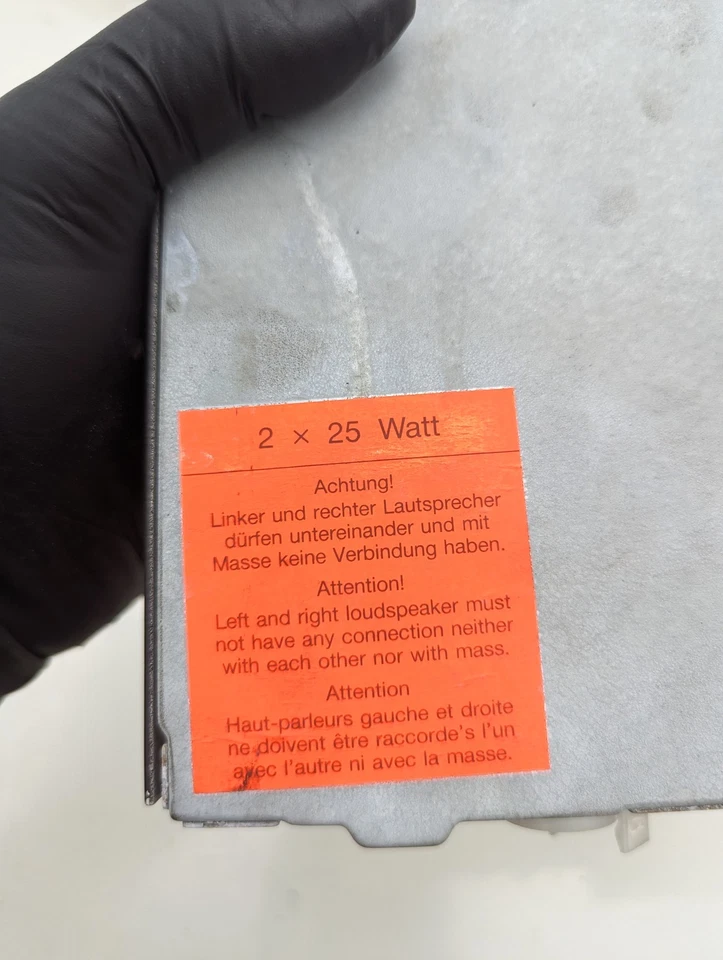 2 × 25 Watt
Achtung!
Linker und rechter Lautsprecher
dürfen untereinander und mit
Masse keine Verbindung haben.
Attention!
Left and right loudspeaker must
not have any connection neither
with each other nor with mass.
Attention
Haut-parleurs gauche et droite
ne doivent être raccorde's l'un
avec l'autre ni avec la masse.